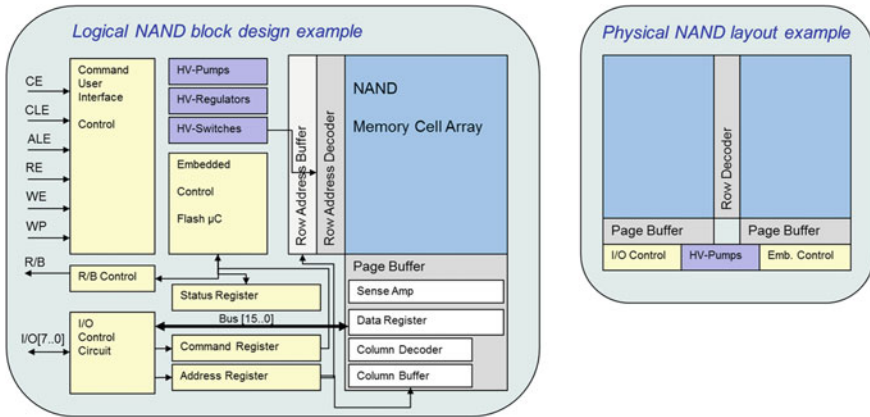 Logical NAND block design example
CE
CLE
ALE
RE
WE
WP
R/B
I/O[7..0]
Command
User
Interface
Control
HV-Pumps
HV-Regulators
HV-Switches
Embedded
Control
Flash µC
Row Address Buffer
Row Address Decoder
NAND
Memory Cell Array
R/B Control
Status Register
Bus [15..0]
I/O
Control
Circuit
Command Register
Address Register
Page Buffer
Sense Amp
Data Register
Column Decoder
Column Buffer
Physical NAND layout example
Row Decoder
Page Buffer
Page Buffer
I/O Control
HV-Pumps
Emb. Control